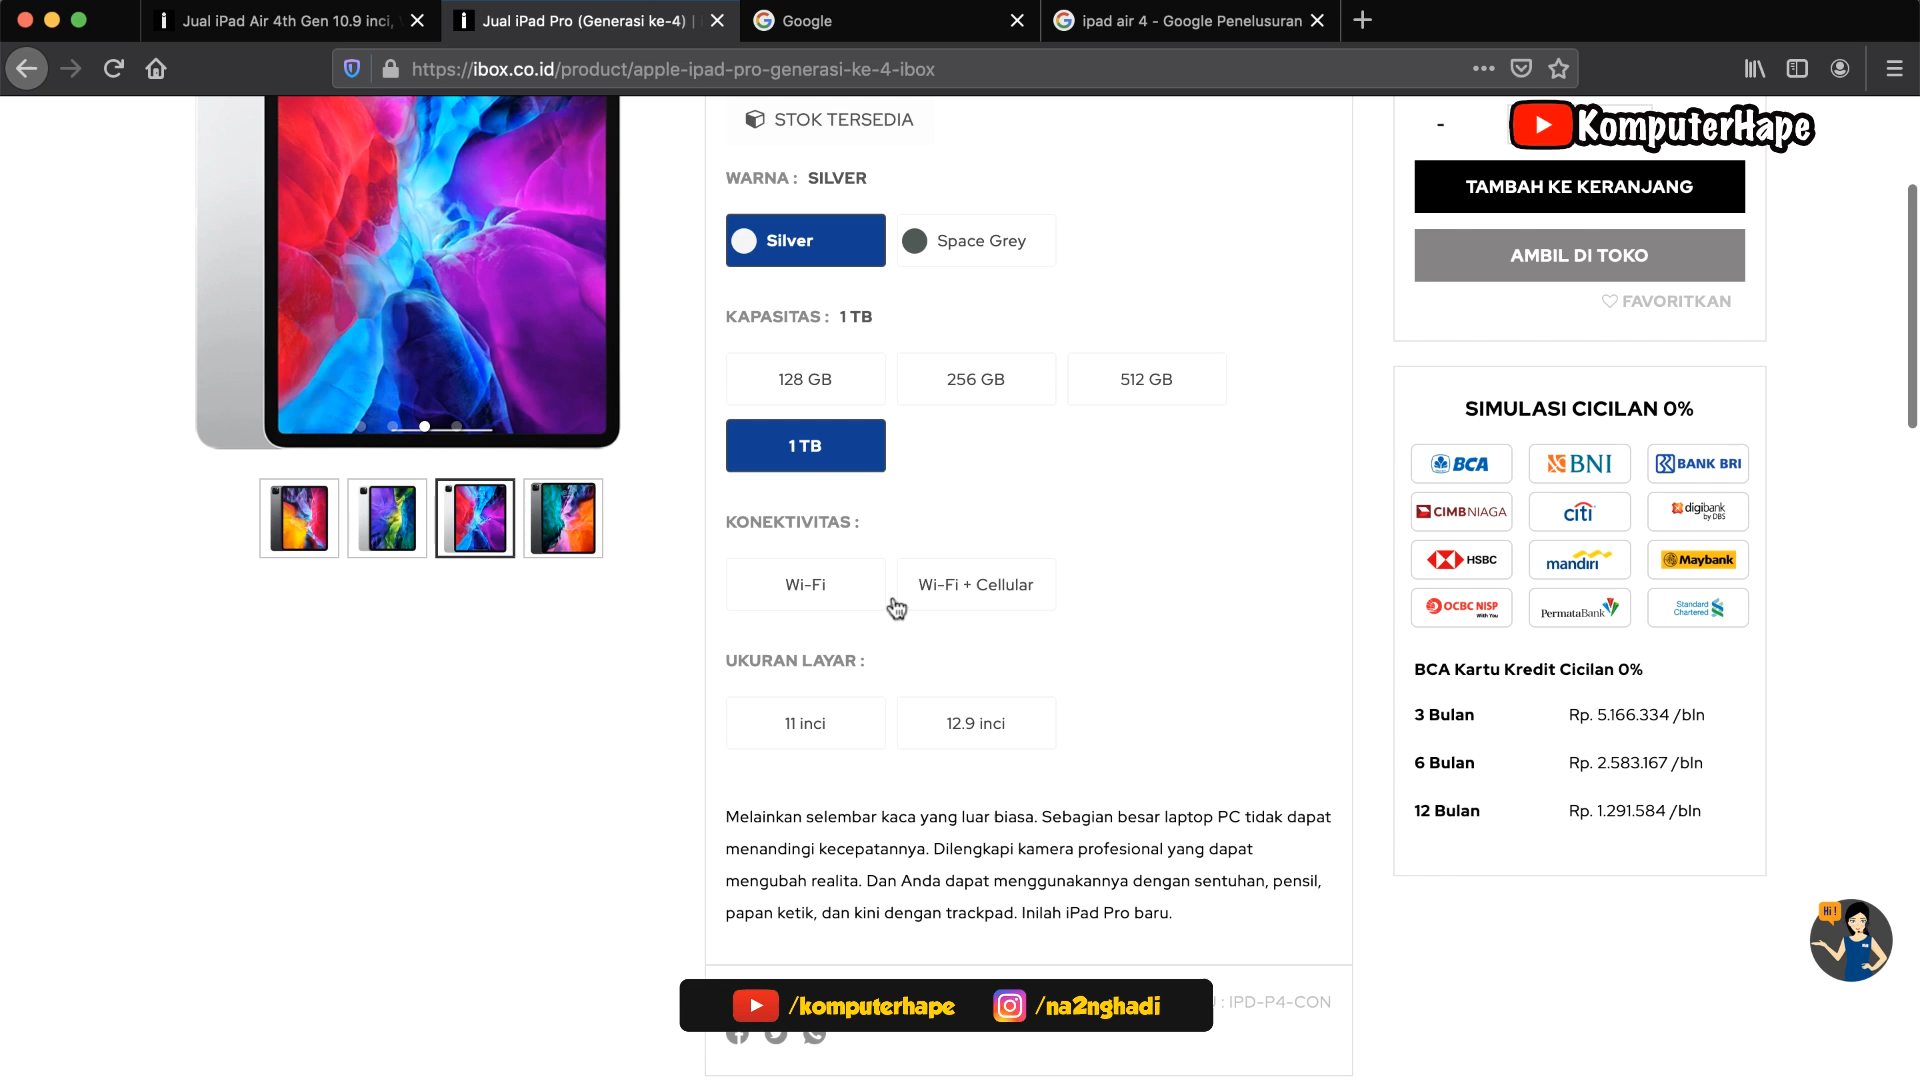 Jual iPad Air 4th Gen 10.9 inci,
Jual iPad Pro (Generasi ke-4) |
Google
ipad air 4 - Google Penelusuran
https://ibox.co.id/product/apple-ipad-pro-generasi-ke-4-ibox
KomputerHape
STOK TERSEDIA
WARNA : SILVER
Silver
Space Grey
KAPASITAS : 1 TB
128 GB
256 GB
512 GB
1 TB
KONEKTIVITAS :
Wi-Fi
Wi-Fi + Cellular
UKURAN LAYAR :
11 inci
12.9 inci
Melainkan selembar kaca yang luar biasa. Sebagian besar laptop PC tidak dapat
menandingi kecepatannya. Dilengkapi kamera profesional yang dapat
mengubah realita. Dan Anda dapat menggunakannya dengan sentuhan, pensil,
papan ketik, dan kini dengan trackpad. Inilah iPad Pro baru.
: IPD-P4-CON
/komputerhape
/na2nghadi
-
TAMBAH KE KERANJANG
AMBIL DI TOKO
FAVORITKAN
SIMULASI CICILAN 0%
BCA
BNI
BANK BRI
CIMBNIAGA
citi
digibank
by DBS
HSBC
mandiri
Maybank
OCBC NISP
With You
PermataBank
Standard
Chartered
BCA Kartu Kredit Cicilan 0%
3 Bulan Rp. 5.166.334 /bln
6 Bulan Rp. 2.583.167 /bln
12 Bulan Rp. 1.291.584 /bln
Hi !